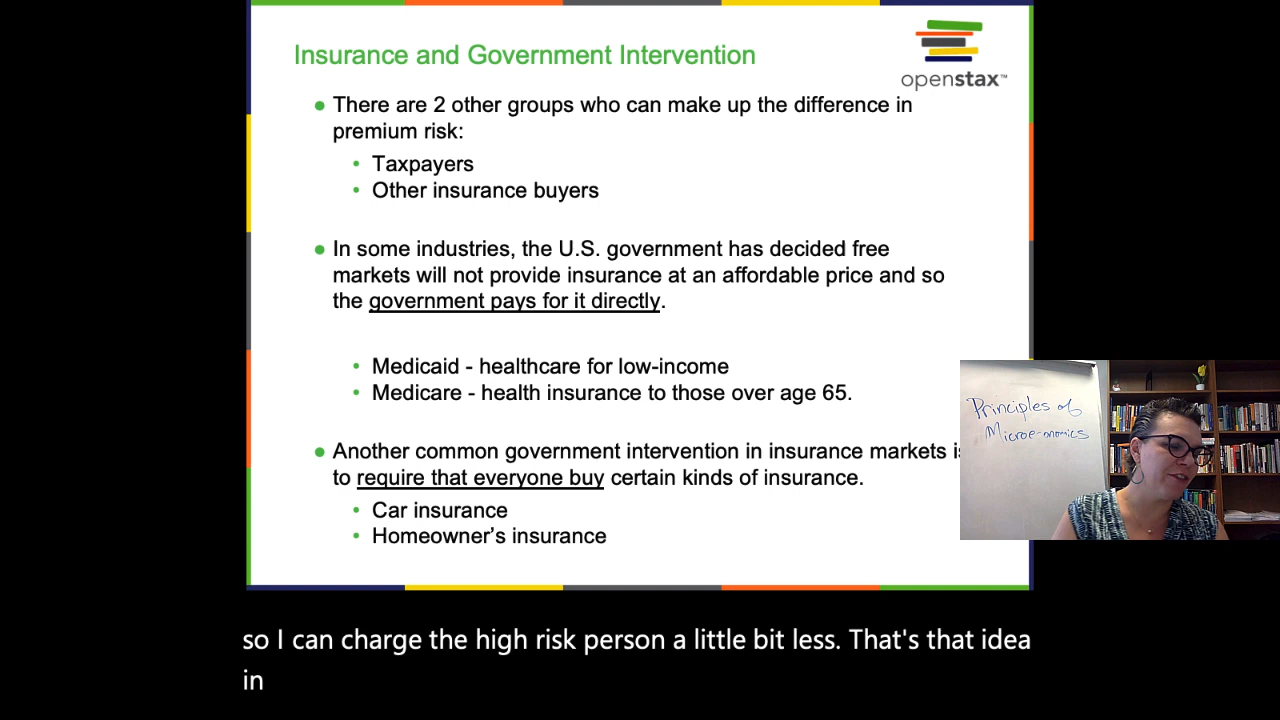 Insurance and Government Intervention
openstax™
● There are 2 other groups who can make up the difference in
premium risk:
• Taxpayers
• Other insurance buyers
● In some industries, the U.S. government has decided free
markets will not provide insurance at an affordable price and so
the government pays for it directly.
• Medicaid - healthcare for low-income
• Medicare - health insurance to those over age 65.
● Another common government intervention in insurance markets
to require that everyone buy certain kinds of insurance.
• Car insurance
• Homeowner's insurance
Principles of
Microeconomics
so I can charge the high risk person a little bit less. That's that idea
in